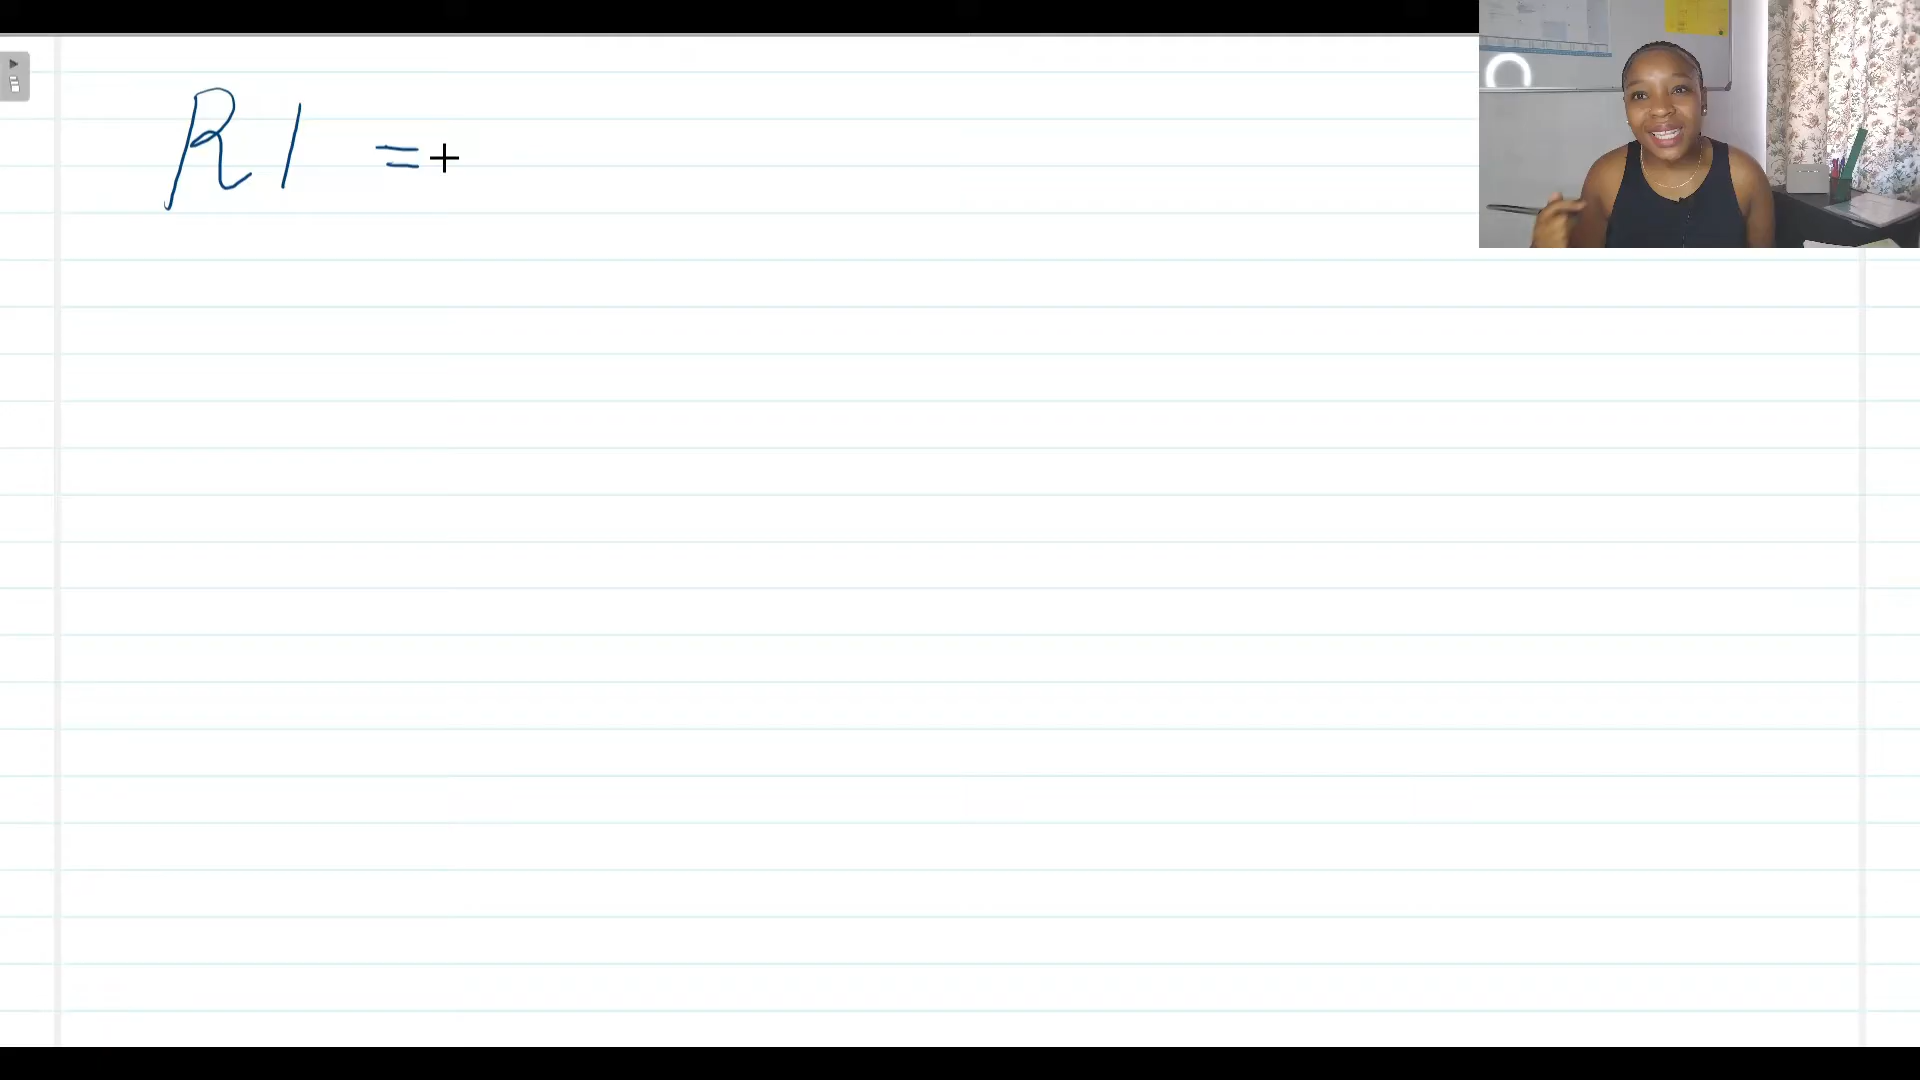 R1 =